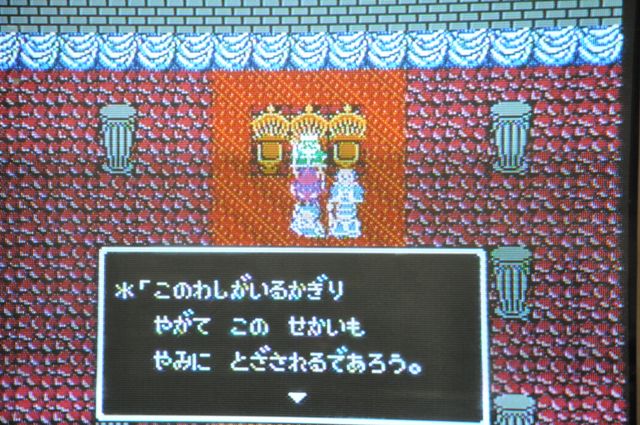 ＊「このわしがいるかぎり
やがて この せかいも
やみに とざされるであろう。